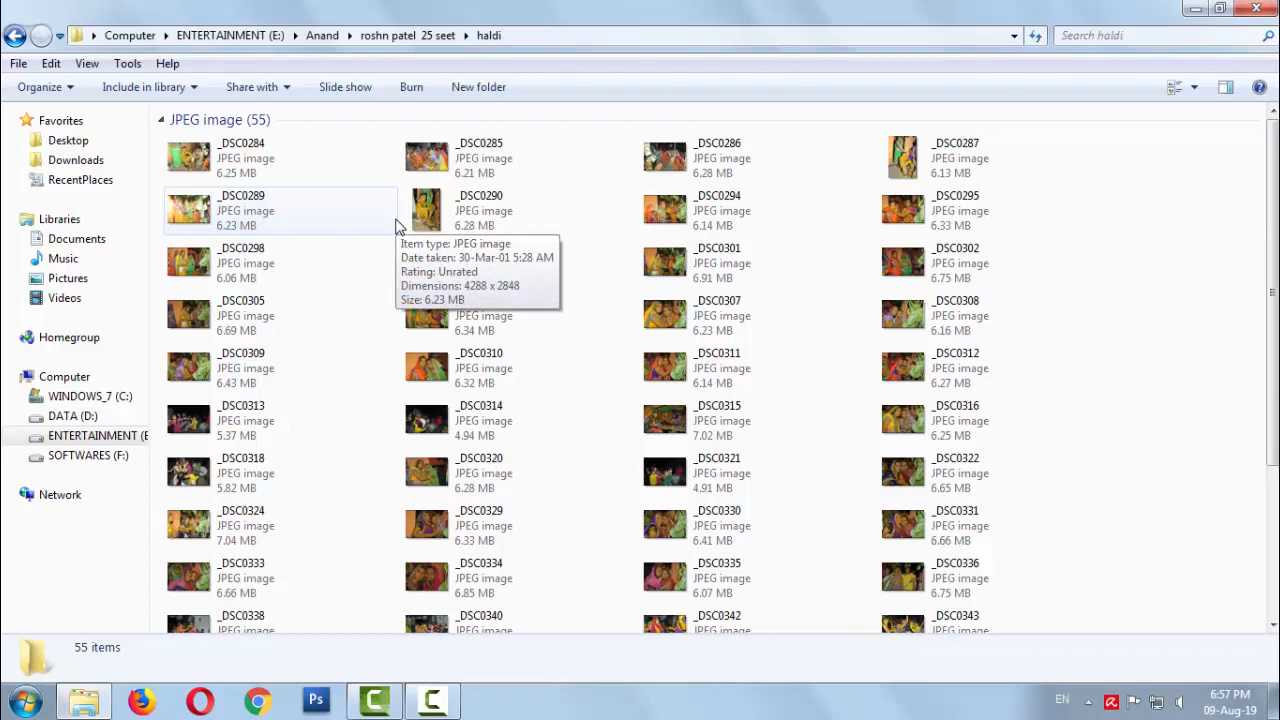 Computer ENTERTAINMENT (E:) Anand roshn patel 25 seet haldi
Search haldi
File Edit View Tools Help
Organize Include in library Share with Slide show Burn New folder
Favorites
Desktop
Downloads
RecentPlaces
Libraries
Documents
Music
Pictures
Videos
Homegroup
Computer
WINDOWS_7 (C:)
DATA (D:)
ENTERTAINMENT (E
SOFTWARES (F:)
Network
JPEG image (55)
_DSC0284
JPEG image
6.25 MB
_DSC0285
JPEG image
6.21 MB
_DSC0286
JPEG image
6.28 MB
_DSC0287
JPEG image
6.13 MB
_DSC0289
JPEG image
6.23 MB
_DSC0290
JPEG image
6.28 MB
_DSC0294
JPEG image
6.14 MB
_DSC0295
JPEG image
6.33 MB
_DSC0298
JPEG image
6.06 MB
Item type: JPEG image
Date taken: 30-Mar-01 5:28 AM
Rating: Unrated
Dimensions: 4288 x 2848
Size: 6.23 MB
_DSC0301
JPEG image
6.91 MB
_DSC0302
JPEG image
6.75 MB
_DSC0305
JPEG image
6.69 MB
6.34 MB
_DSC0307
JPEG image
6.23 MB
_DSC0308
JPEG image
6.16 MB
_DSC0309
JPEG image
6.43 MB
_DSC0310
JPEG image
6.32 MB
_DSC0311
JPEG image
6.14 MB
_DSC0312
JPEG image
6.27 MB
_DSC0313
JPEG image
5.37 MB
_DSC0314
JPEG image
4.94 MB
_DSC0315
JPEG image
7.02 MB
_DSC0316
JPEG image
6.25 MB
_DSC0318
JPEG image
5.82 MB
_DSC0320
JPEG image
6.28 MB
_DSC0321
JPEG image
4.91 MB
_DSC0322
JPEG image
6.65 MB
_DSC0324
JPEG image
7.04 MB
_DSC0329
JPEG image
6.33 MB
_DSC0330
JPEG image
6.41 MB
_DSC0331
JPEG image
6.66 MB
_DSC0333
JPEG image
6.66 MB
_DSC0334
JPEG image
6.85 MB
_DSC0335
JPEG image
6.07 MB
_DSC0336
JPEG image
6.75 MB
_DSC0338
JPEG image
_DSC0340
JPEG image
_DSC0342
JPEG image
_DSC0343
JPEG image
55 items
Ps
EN
6:57 PM
09-Aug-19